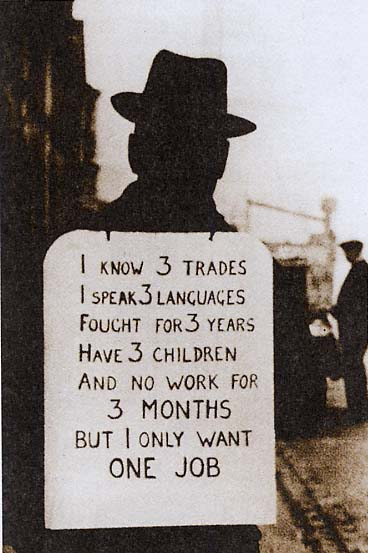 I KNOW 3 TRADES
I SPEAK 3 LANGUAGES
FOUGHT FOR 3 YEARS
HAVE 3 CHILDREN
AND NO WORK FOR
3 MONTHS
BUT I ONLY WANT
ONE JOB